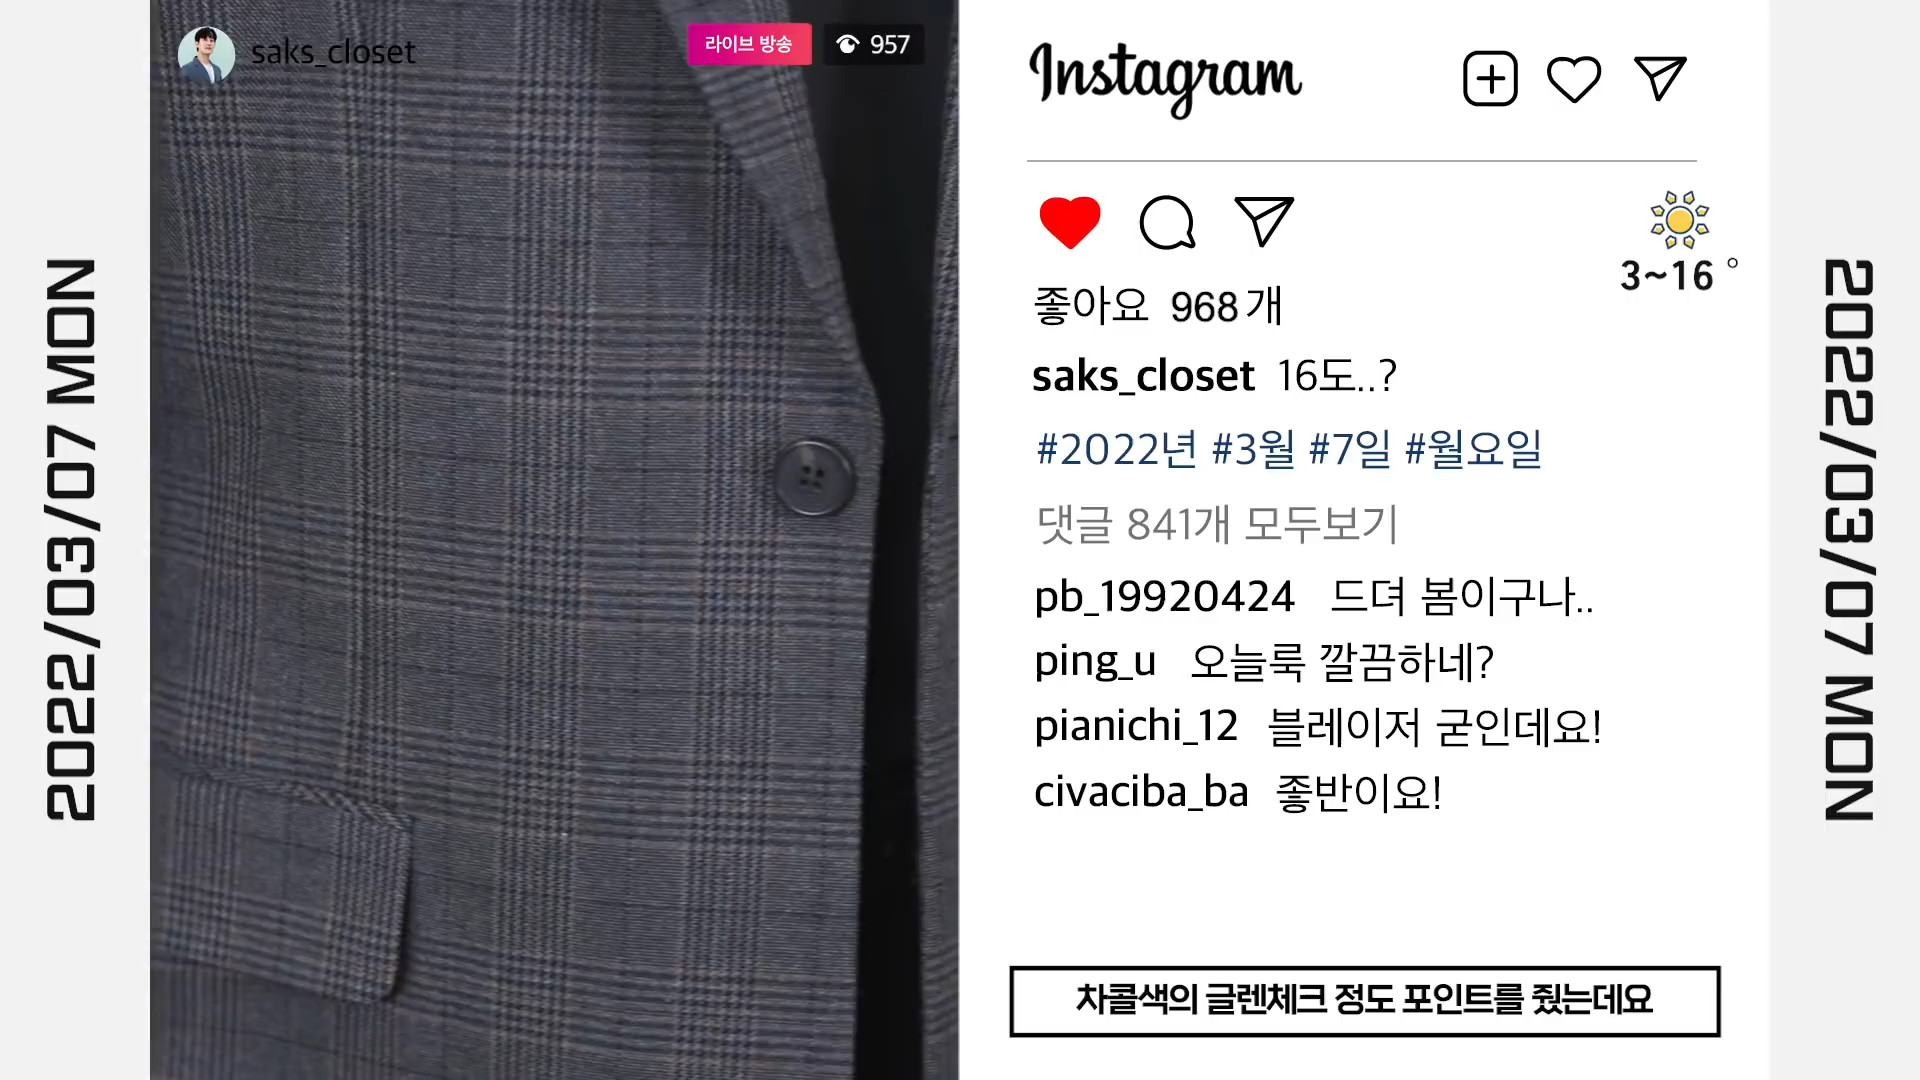 2022/03/07 MON
saks_closet
라이브 방송
957
Instagram
3~16 °
좋아요 968개
saks_closet 16도..?
#2022년 #3월 #7일 #월요일
댓글 841개 모두보기
pb_19920424 드뎌 봄이구나..
ping_u 오늘룩 깔끔하네?
pianichi_12 블레이저 굳인데요!
civaciba_ba 좋반이요!
차콜색의 글렌체크 정도 포인트를 줬는데요
2022/03/07 MON